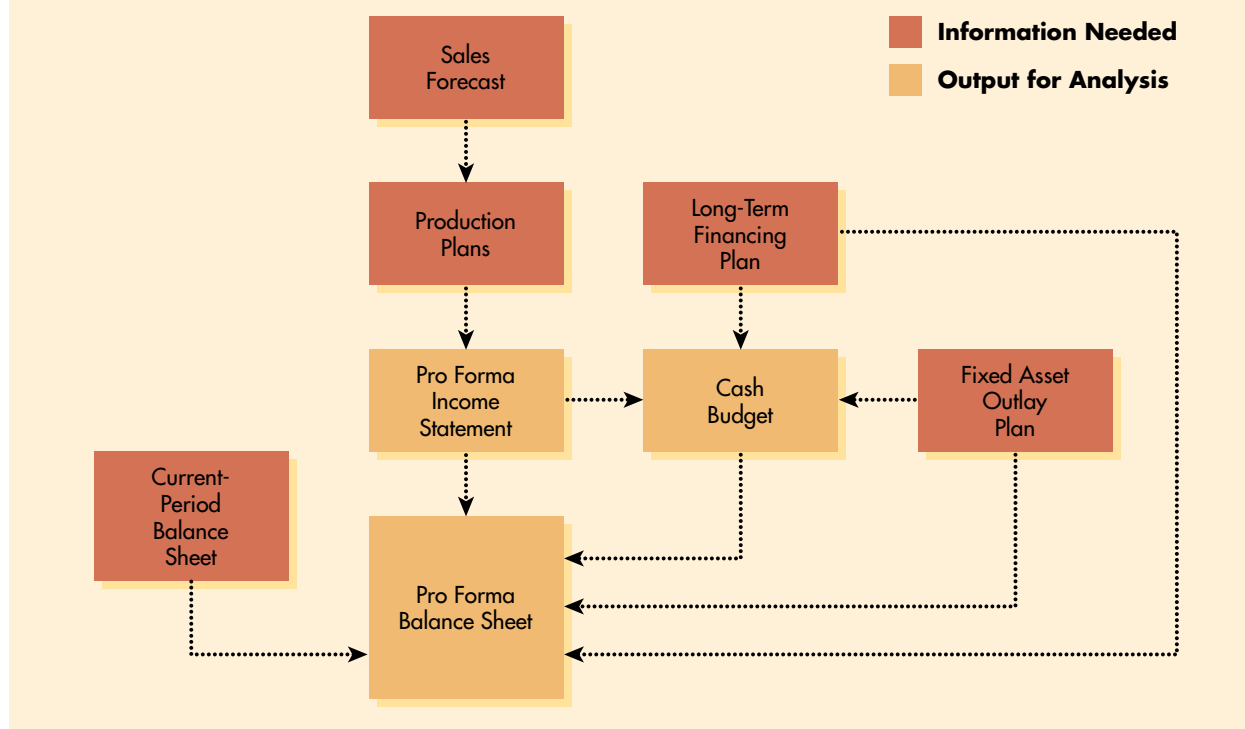 Sales
Forecast
Information Needed
Output for Analysis
Production
Plans
Long-Term
Financing
Plan
Pro Forma
Income
Statement
Cash
Budget
Fixed Asset
Outlay
Plan
Current-
Period
Balance
Sheet
Pro Forma
Balance Sheet